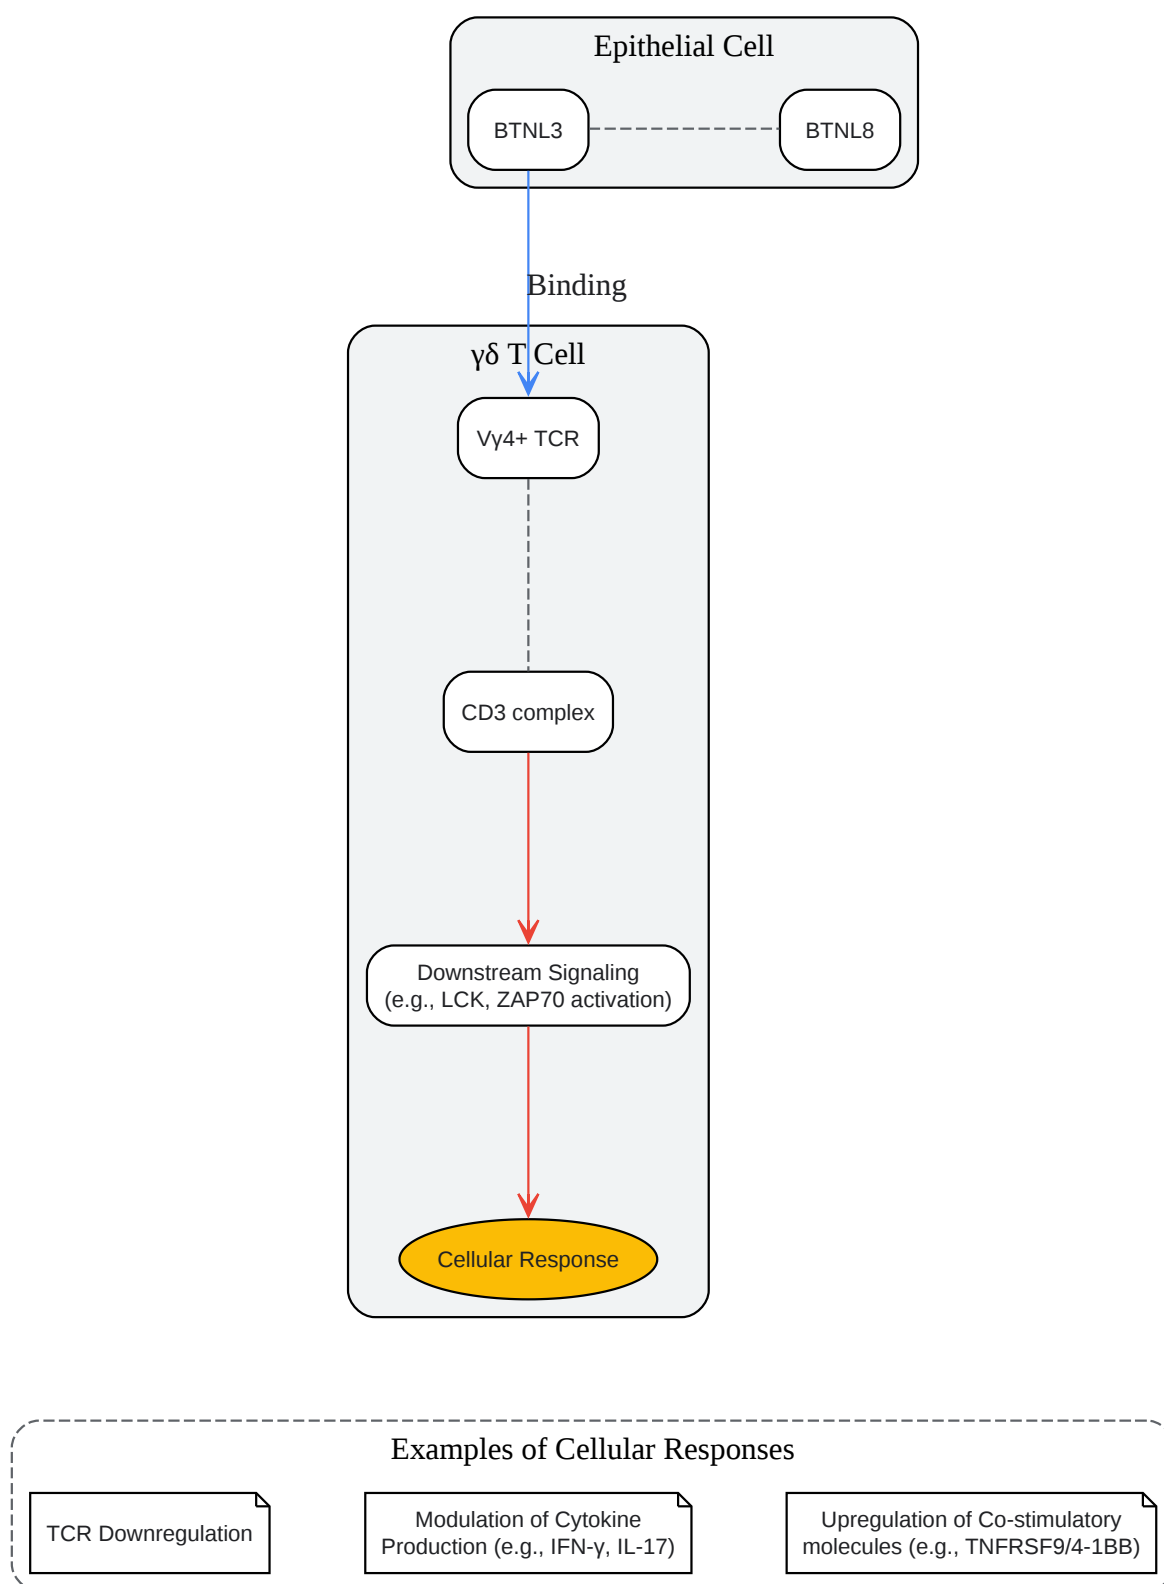 Epithelial Cell
BTNL3
BTNL8
Binding
γδ T Cell
Vγ4+ TCR
CD3 complex
Downstream Signaling
(e.g., LCK, ZAP70 activation)
Cellular Response
Examples of Cellular Responses
TCR Downregulation
Modulation of Cytokine
Production (e.g., IFN-γ, IL-17)
Upregulation of Co-stimulatory
molecules (e.g., TNFRSF9/4-1BB)